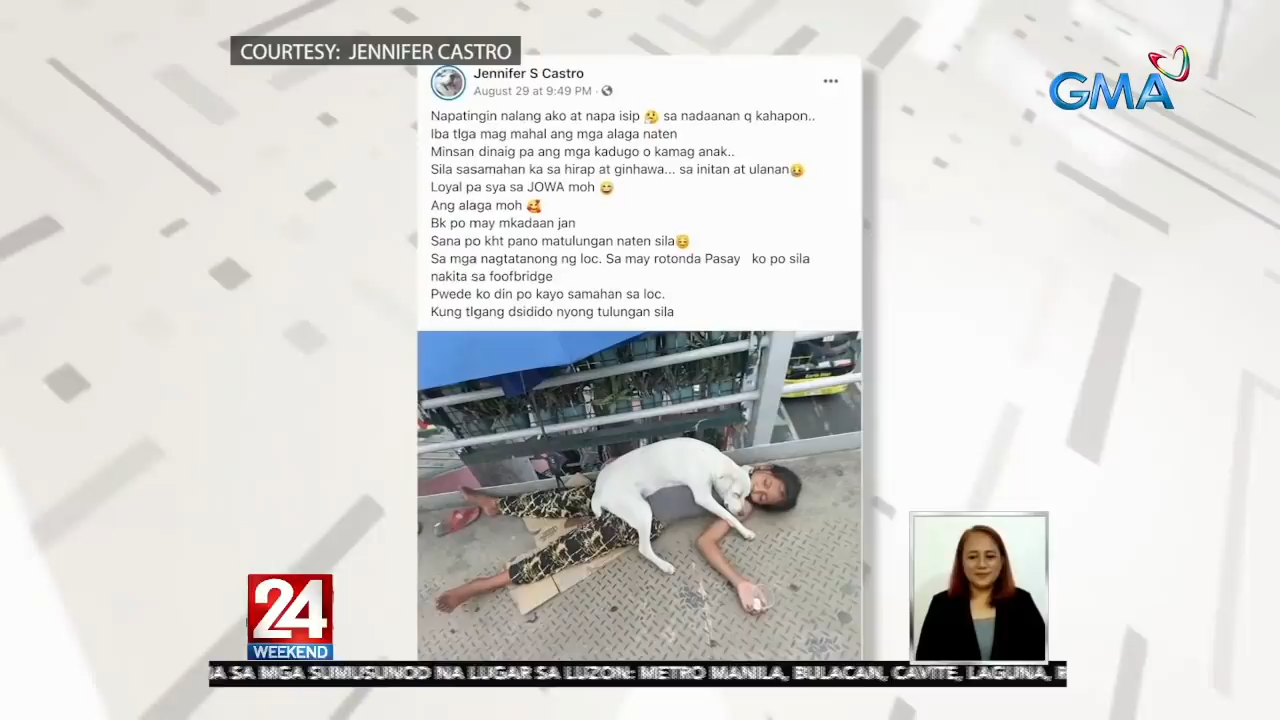 COURTESY: JENNIFER CASTRO
GMA
Jennifer S Castro
August 29 at 9:49 PM ·
Napatingin nalang ako at napa isip 🤔 sa nadaanan q kahapon..
Iba tlga mag mahal ang mga alaga naten
Minsan dinaig pa ang mga kadugo o kamag anak..
Sila sasamahan ka sa hirap at ginhawa... sa initan at ulanan😥
Loyal pa sya sa JOWA moh 😄
Ang alaga moh 🥰
Bk po may mkadaan jan
Sana po kht pano matulungan naten sila😇
Sa mga nagtatanong ng loc. Sa may rotonda Pasay ko po sila
nakita sa foofbridge
Pwede ko din po kayo samahan sa loc.
Kung tlgang dsidido nyong tulungan sila
24
WEEKEND
A SA MGA SUMUSUNOD NA LUGAR SA LUZON: METRO MANILA, BULACAN, CAVITE, LAGUNA,